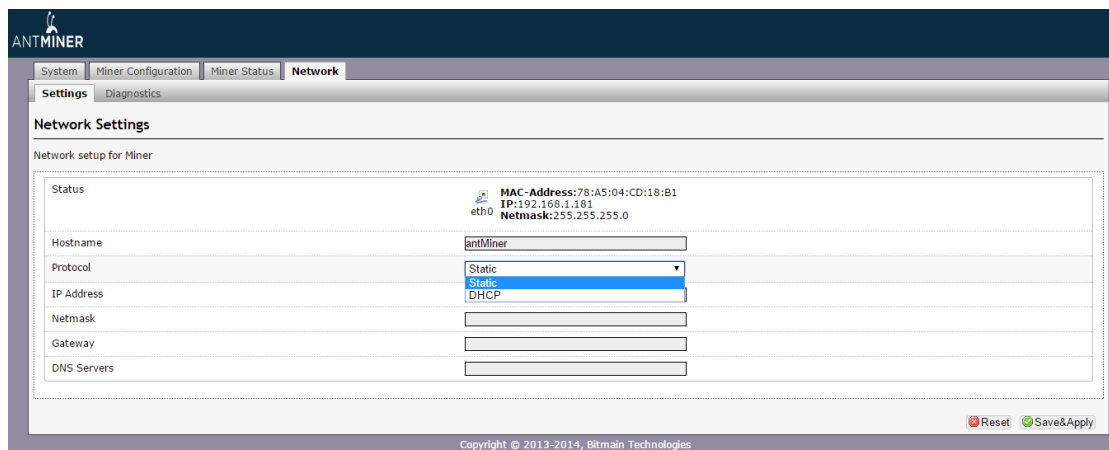 ANTMINER
System Miner Configuration Miner Status Network
Settings Diagnostics
Network Settings
Network setup for Miner
Status
MAC-Address:78:A5:04:CD:18:B1
IP:192.168.1.181
eth0 Netmask:255.255.255.0
Hostname antMiner
Protocol Static
Static
IP Address DHCP
Netmask
Gateway
DNS Servers
Reset Save&Apply
Copyright © 2013-2014, Bitmain Technologies